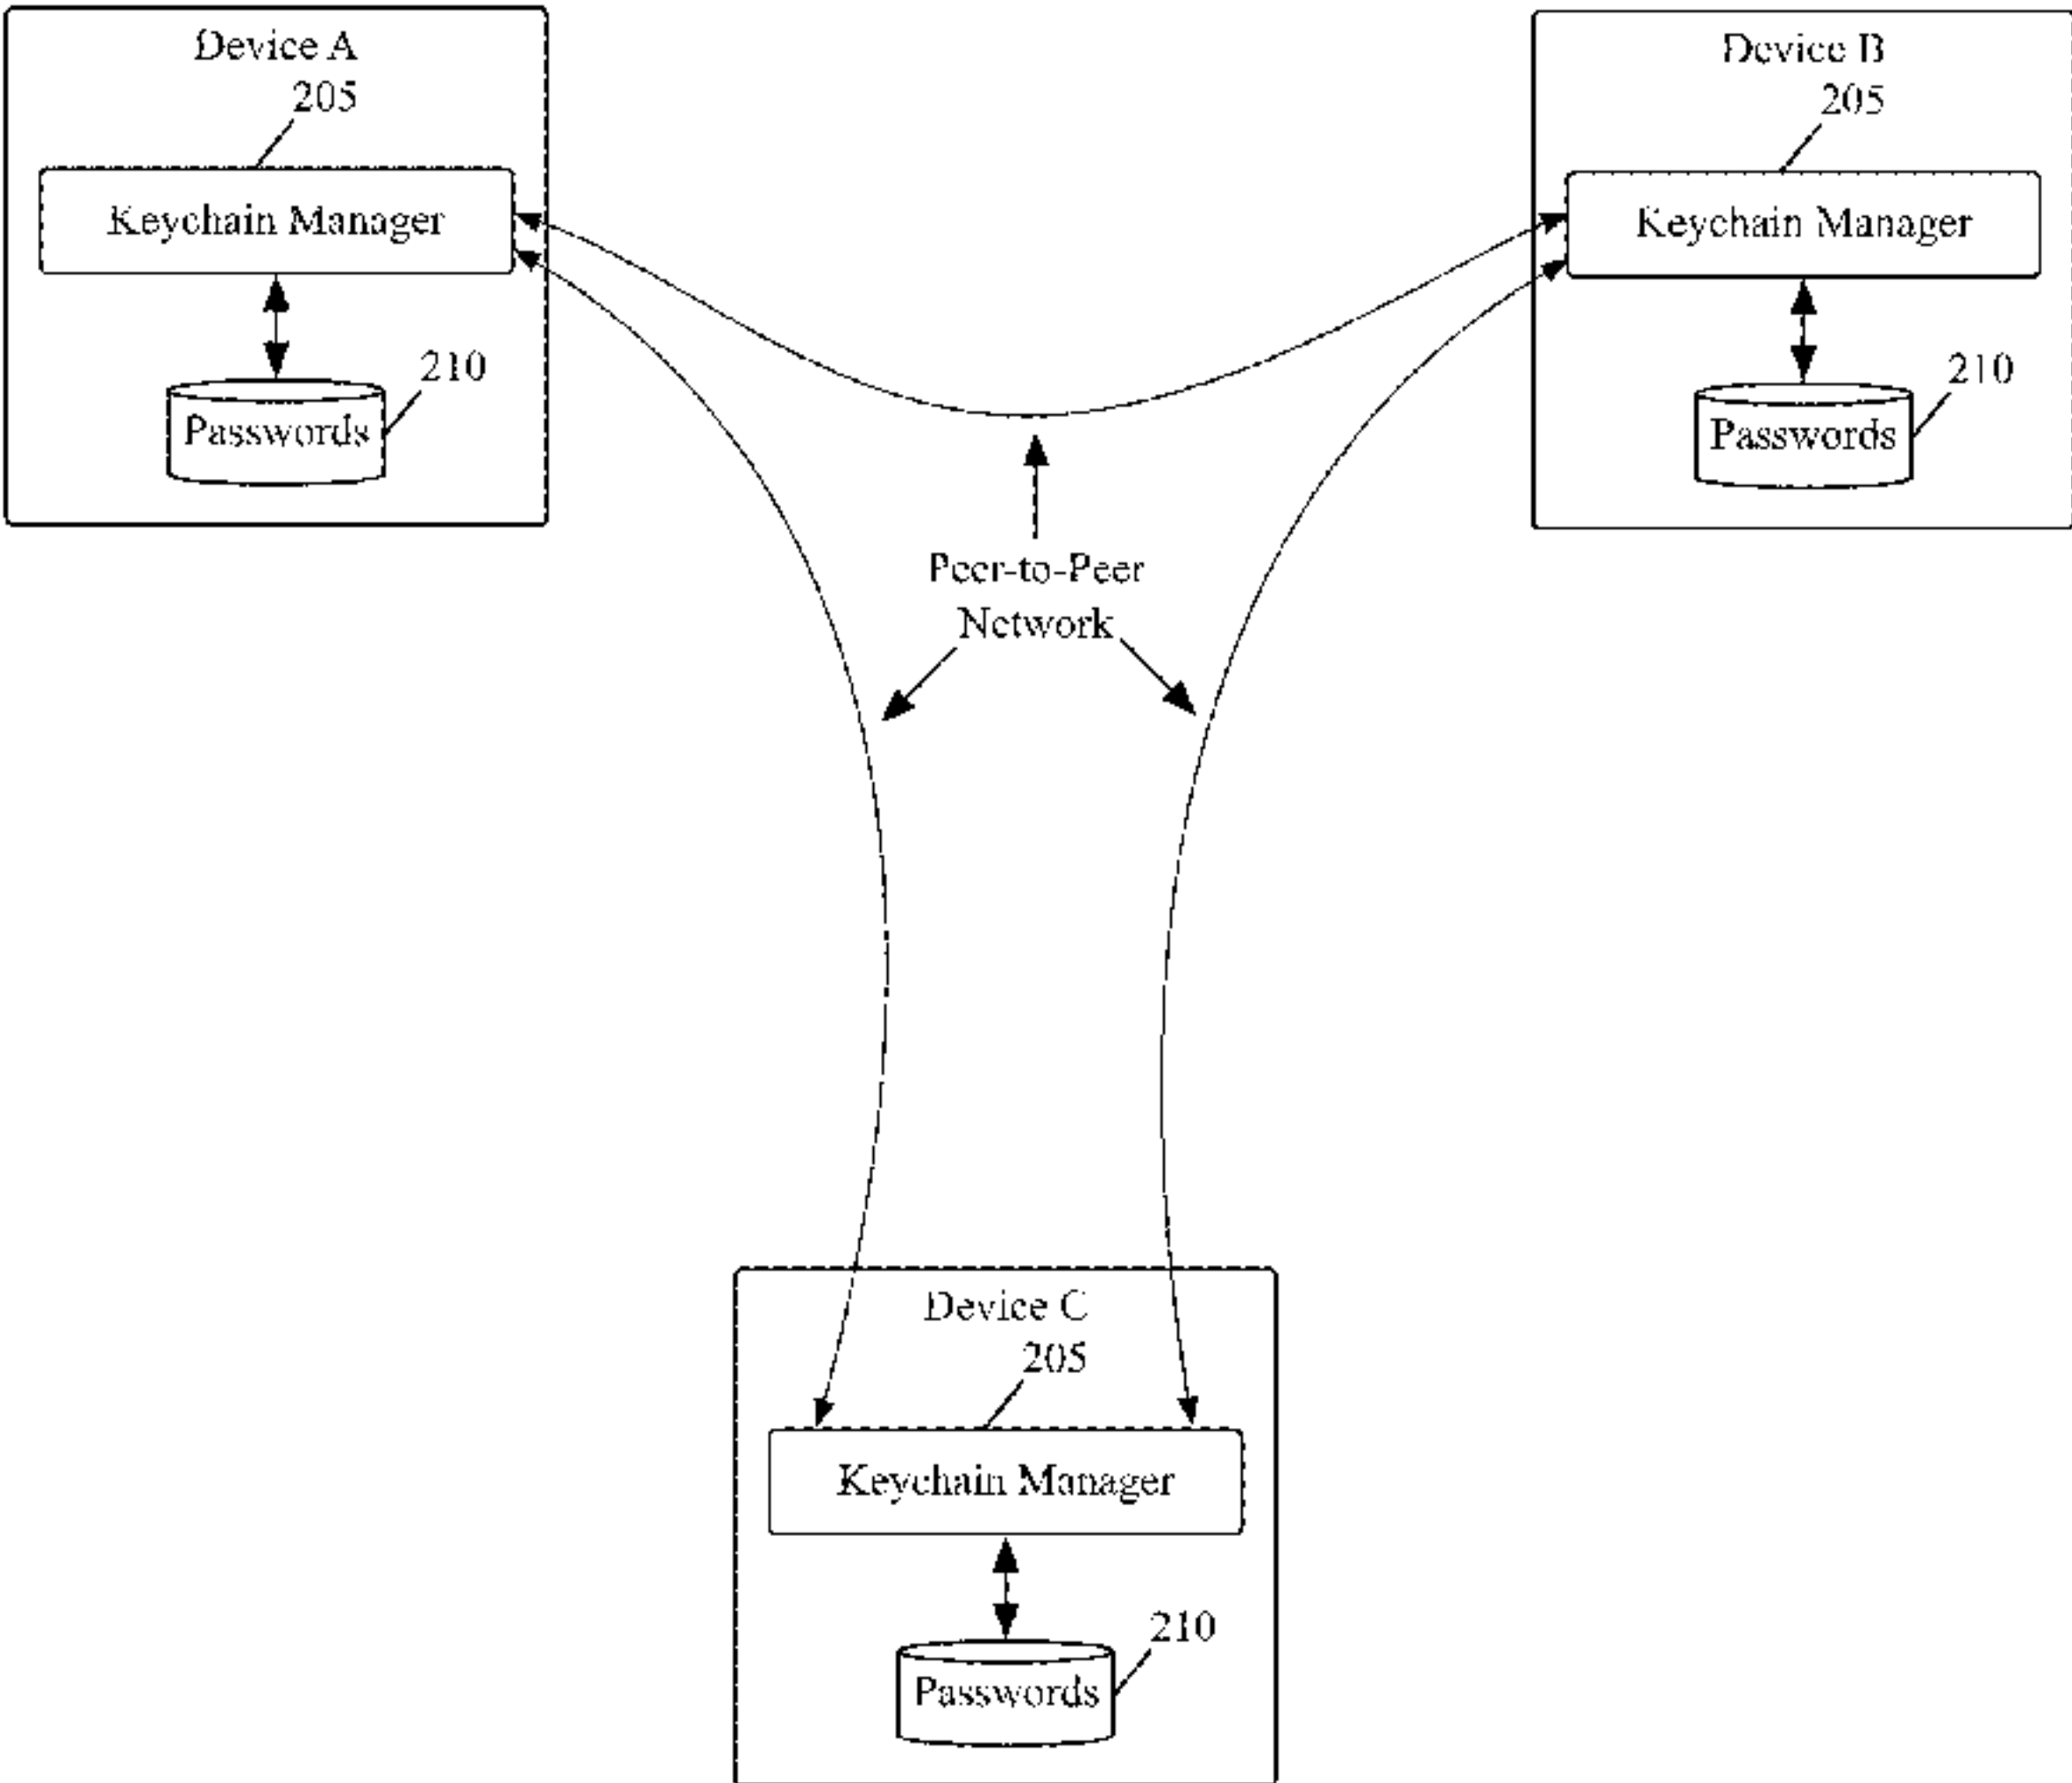 Device A
205
Keychain Manager
210
Passwords
Device B
205
Keychain Manager
210
Passwords
Peer-to-Peer
Network
Device C
205
Keychain Manager
210
Passwords